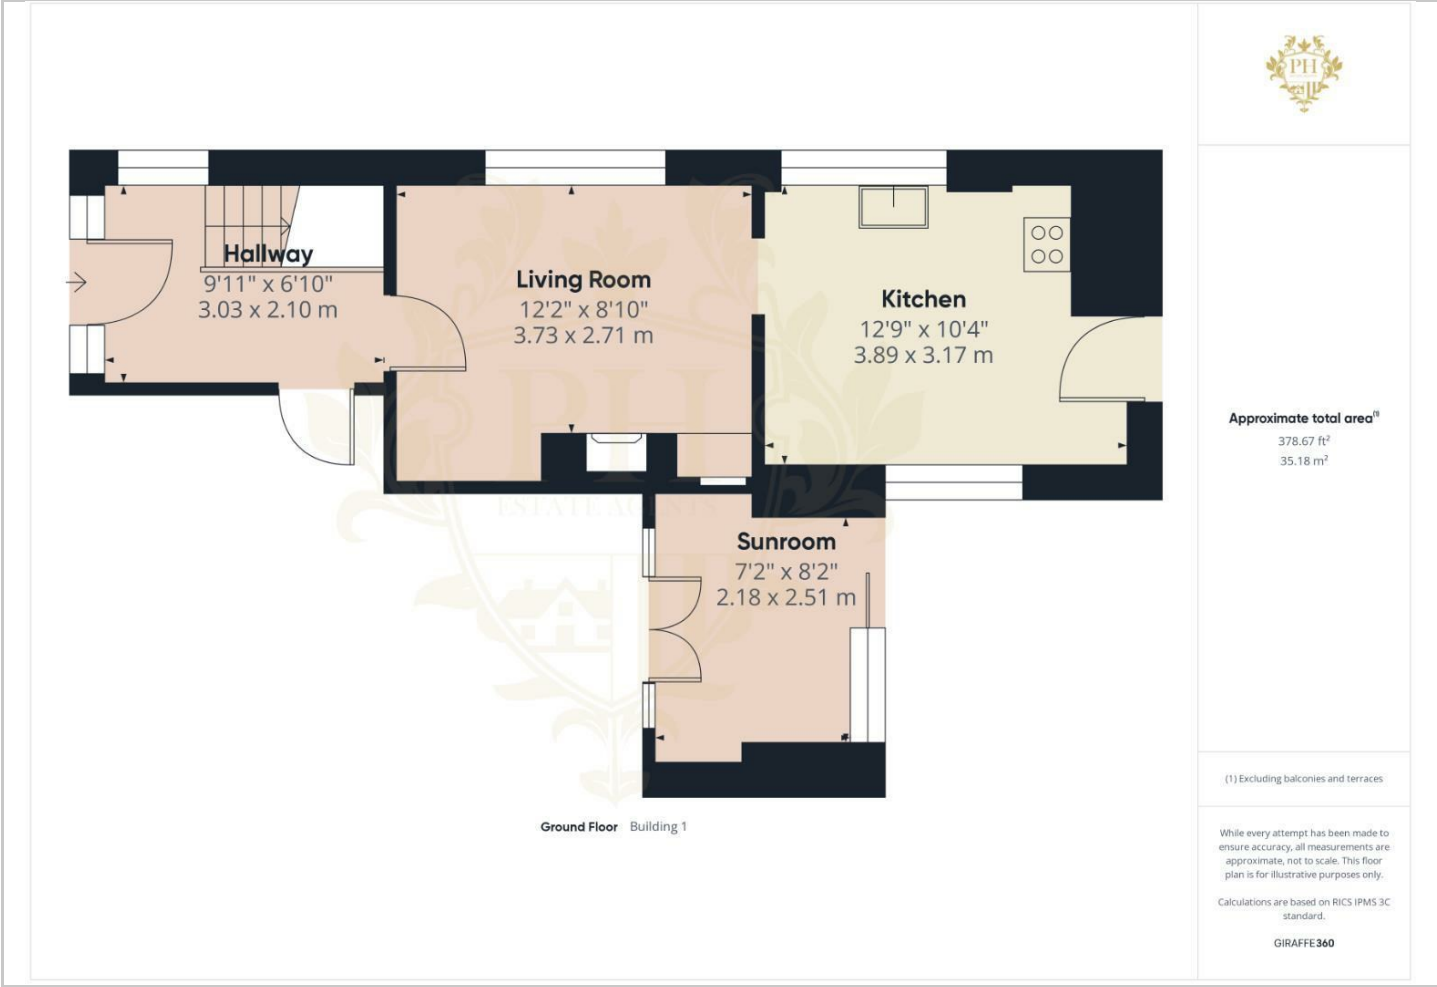 PH
Hallway
9'11" x 6'10"
3.03 x 2.10 m
Living Room
12'2" x 8'10"
3.73 x 2.71 m
Kitchen
12'9" x 10'4"
3.89 x 3.17 m
PH
ESTATE AGENTS
Sunroom
7'2" x 8'2"
2.18 x 2.51 m
Ground Floor Building 1
Approximate total area(1)
378.67 ft²
35.18 m²
(1) Excluding balconies and terraces
While every attempt has been made to
ensure accuracy, all measurements are
approximate, not to scale. This floor
plan is for illustrative purposes only.
Calculations are based on RICS IPMS 3C
standard.
GIRAFFE360